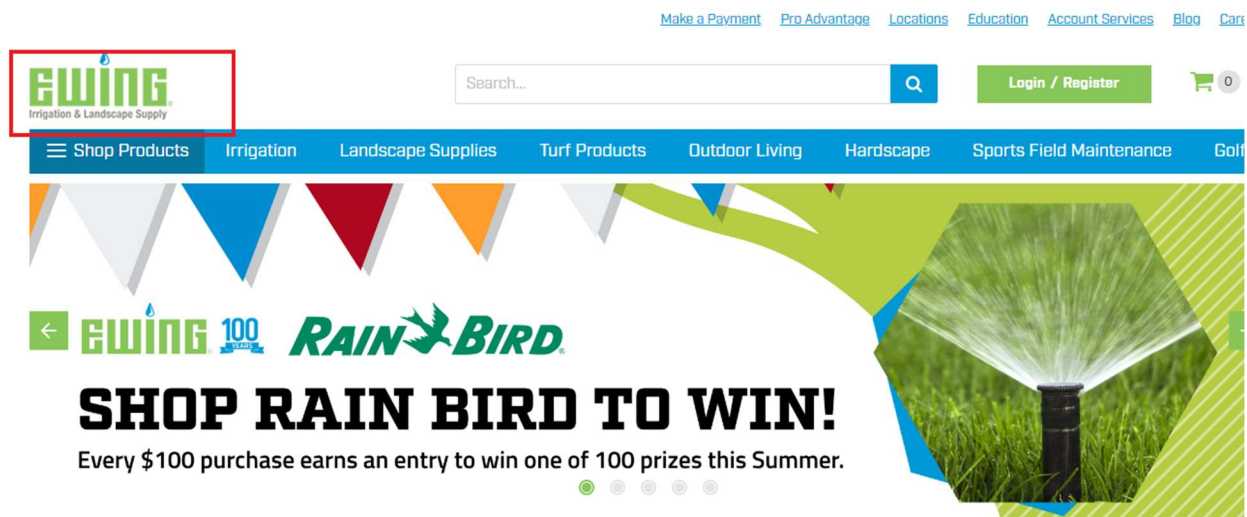 Make a Payment Pro Advantage Locations Education Account Services Blog
EWING
Irrigation & Landscape Supply
Search...
Login / Register
0
Shop Products Irrigation Landscape Supplies Turf Products Outdoor Living Hardscape Sports Field Maintenance Golf
EWING 100 YEARS RAIN BIRD
SHOP RAIN BIRD TO WIN!
Every $100 purchase earns an entry to win one of 100 prizes this Summer.